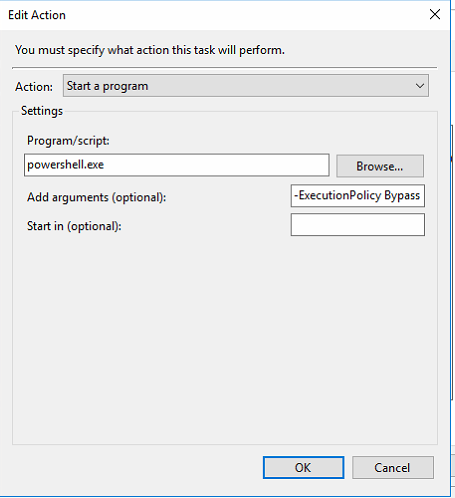 Edit Action
You must specify what action this task will perform.
Action: Start a program
Settings
Program/script:
powershell.exe Browse...
Add arguments (optional): -ExecutionPolicy Bypass
Start in (optional):
OK Cancel